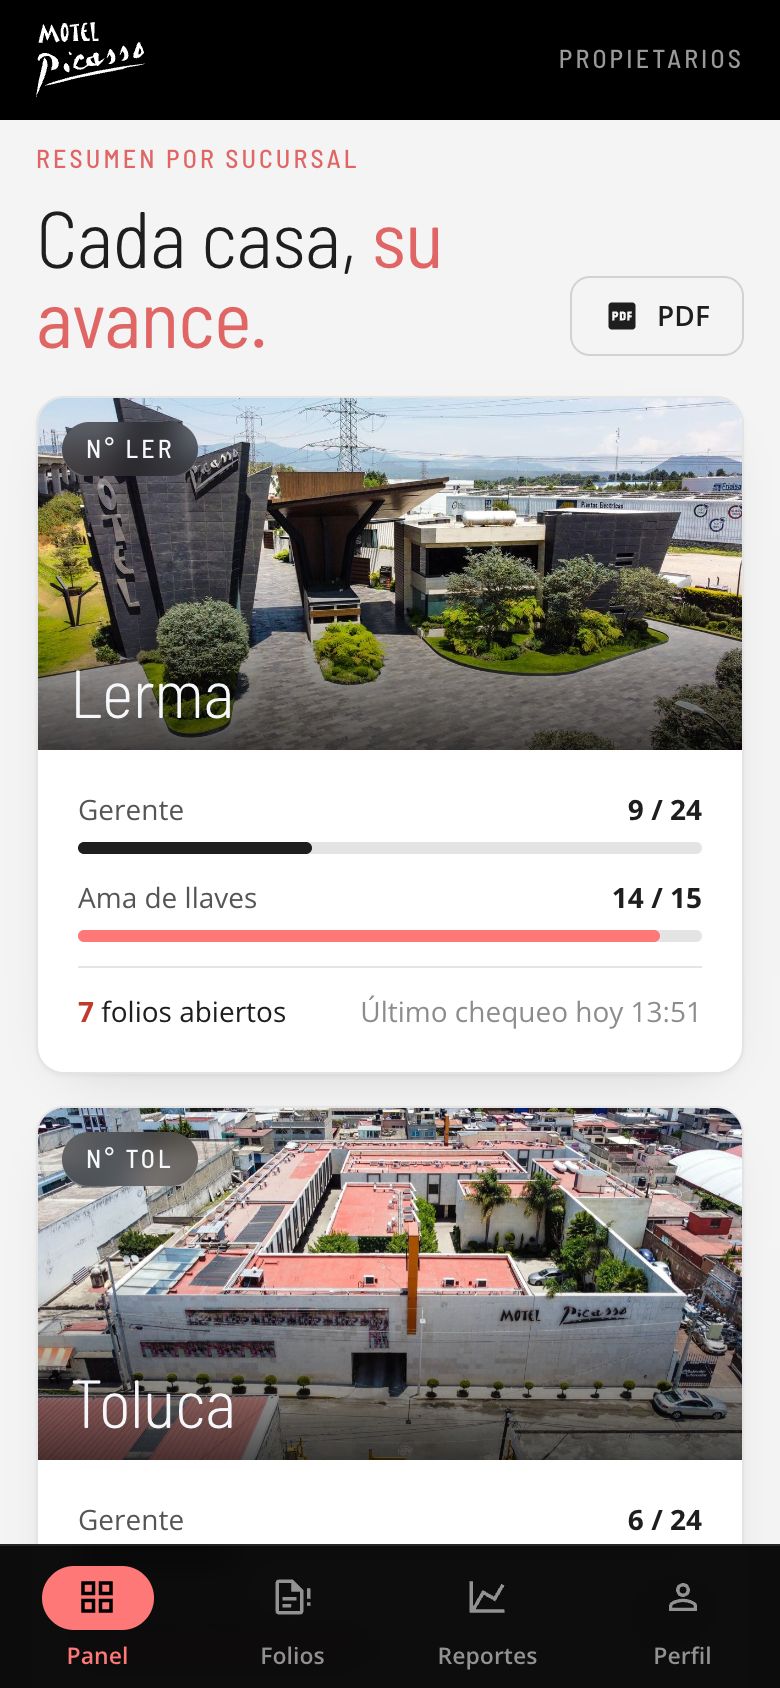 MOTEL
Picasso
PROPIETARIOS
RESUMEN POR SUCURSAL
Cada casa, su
avance.
PDF PDF
N° LER
Picasso
MOTEL
Lerma
Gerente 9 / 24
Ama de llaves 14 / 15
7 folios abiertos Último chequeo hoy 13:51
N° TOL
MOTEL Picasso
Toluca
Gerente 6 / 24
Panel Folios Reportes Perfil